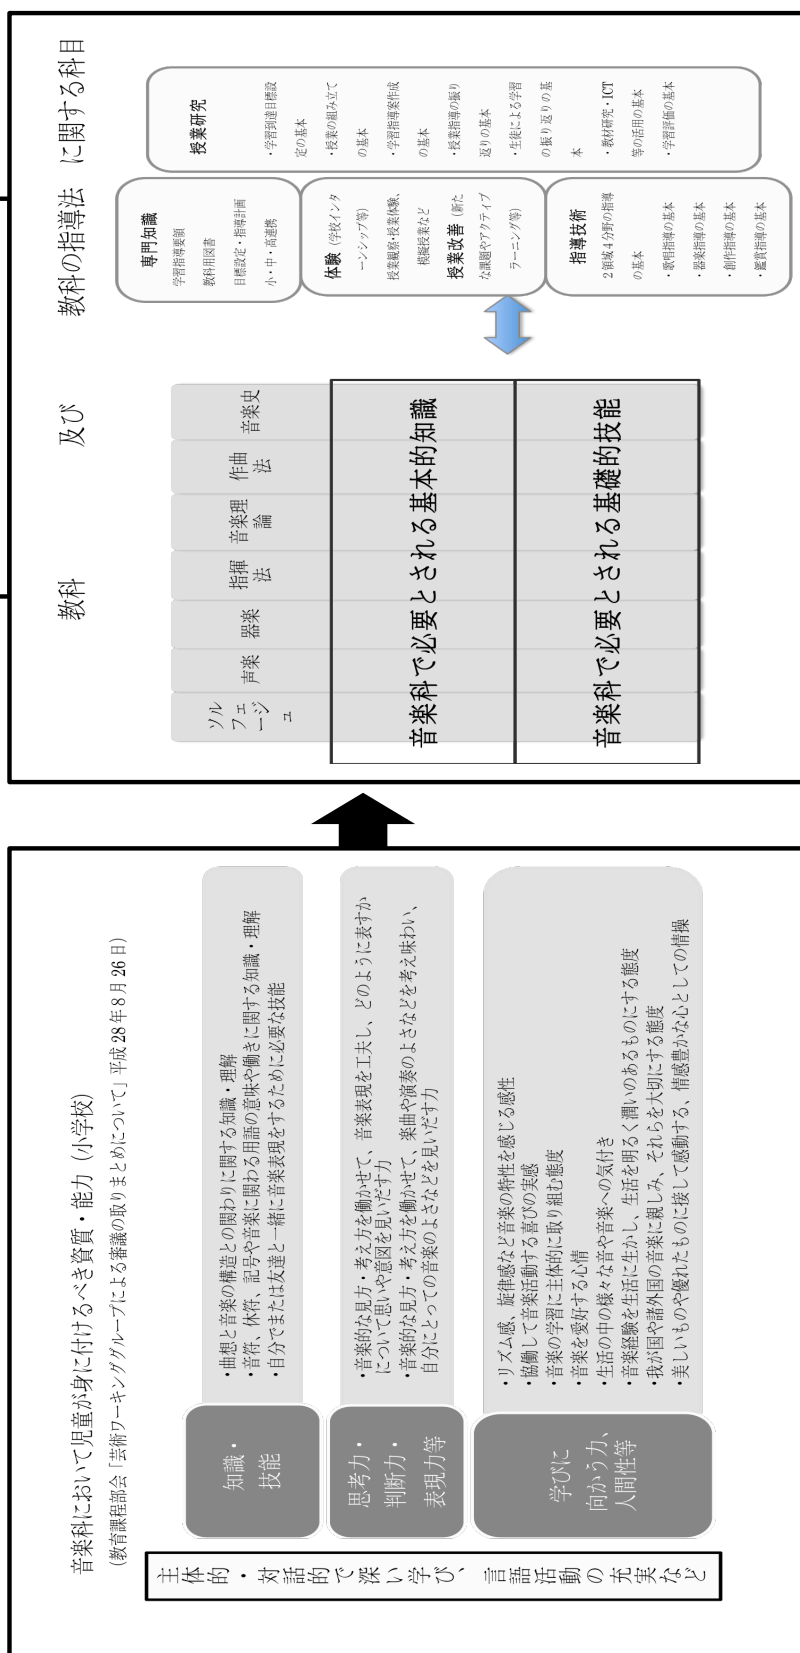 音楽科において児童が身に付けるべき資質・能力（小学校）
（教育課程部会「芸術ワーキンググループによる審議の取りまとめについて」平成28年8月26日）
主体的・対話的で深い学び、言語活動の充実など
知識・
技能
・曲想と音楽の構造との関わりに関する知識・理解
・音符、休符、記号や音楽に関わる用語の意味や働きに関する知識・理解
・自分でまたは友達と一緒に音楽表現をするために必要な技能
思考力・
判断力・
表現力等
・音楽的な見方・考え方を働かせて、音楽表現を工夫し、どのように表すか
について思いや意図を見いだす力
・音楽的な見方・考え方を働かせて、楽曲や演奏のよさなどを考え味わい、
自分にとっての音楽のよさなどを見いだす力
学びに
向かう力、
人間性等
・リズム感、旋律感など音楽の特性を感じる感性
・協働して音楽活動する喜びの実感
・音楽の学習に主体的に取り組む態度
・音楽を愛好する心情
・生活の中の様々な音や音楽への気付き
・音楽経験を生活に生かし、生活を明るく潤いのあるものにする態度
・我が国や諸外国の音楽に親しみ、それらを大切にする態度
・美しいものや優れたものに接して感動する、情感豊かな心としての情操
教科 及び 教科の指導法 に関する科目
ソル
フェ
ージ
ュ
声楽
器楽
指揮
法
音楽理
論
作曲
法
音楽史
音楽科で必要とされる基本的知識
音楽科で必要とされる基礎的技能
専門知識
学習指導要領
教科用図書
目標設定・指導計画
小・中・高連携
体験（学校インタ
ーンシップ等）
授業観察・授業体験、
模擬授業など
授業改善（新た
な課題やアクティブ
ラーニング等）
指導技術
2領域4分野の指導
の基本
・歌唱指導の基本
・器楽指導の基本
・創作指導の基本
・鑑賞指導の基本
授業研究
・学習到達目標設
定の基本
・授業の組み立て
の基本
・学習指導案作成
の基本
・授業指導の振り
返りの基本
・生徒による学習
の振り返りの基
本
・教材研究・ICT
等の活用の基本
・学習評価の基本